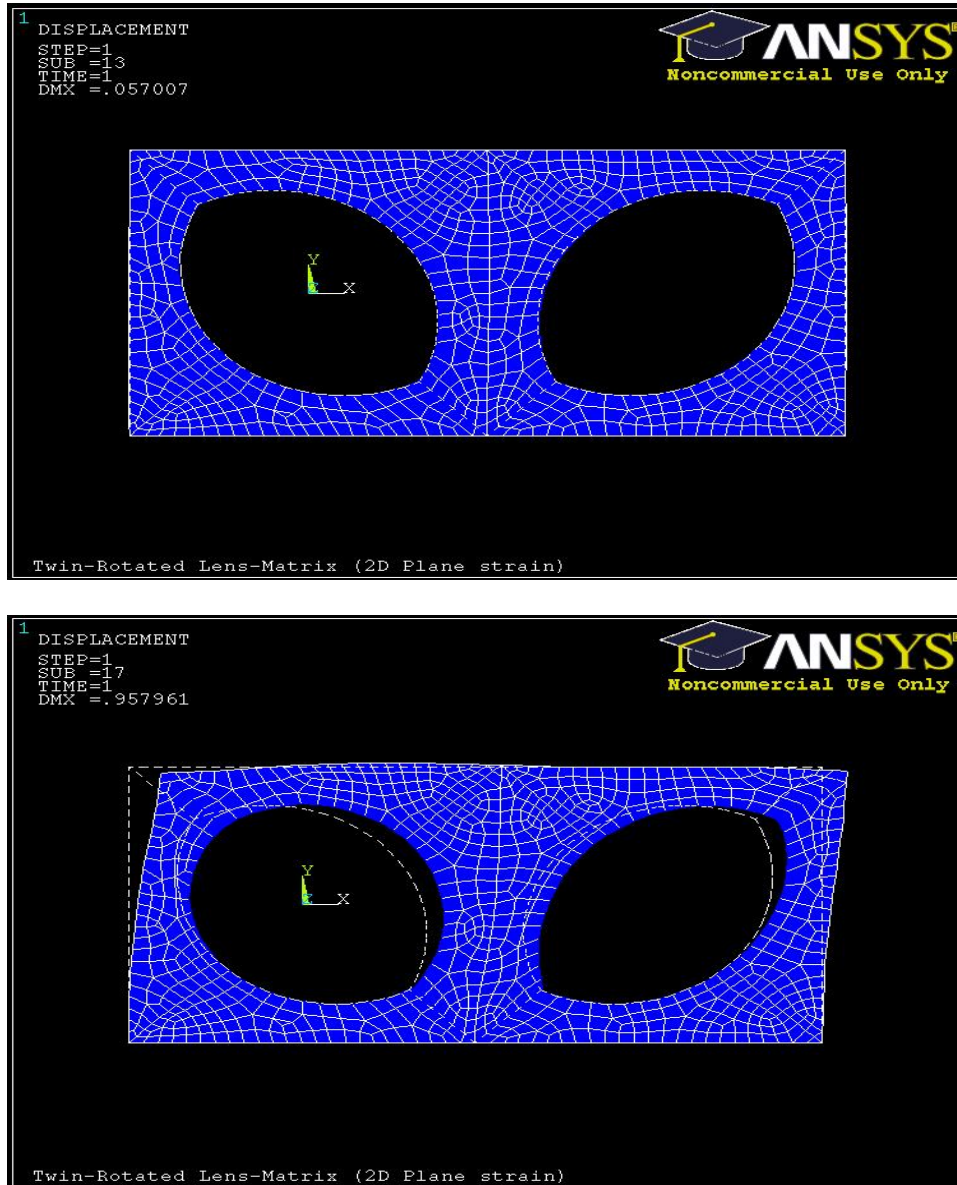 1
DISPLACEMENT
STEP=1
SUB =13
TIME=1
DMX =.057007
ANSYS
Noncommercial Use Only
Y
Z X
Twin-Rotated Lens-Matrix (2D Plane strain)
1
DISPLACEMENT
STEP=1
SUB =17
TIME=1
DMX =.957961
ANSYS
Noncommercial Use Only
Y
Z X
Twin-Rotated Lens-Matrix (2D Plane strain)